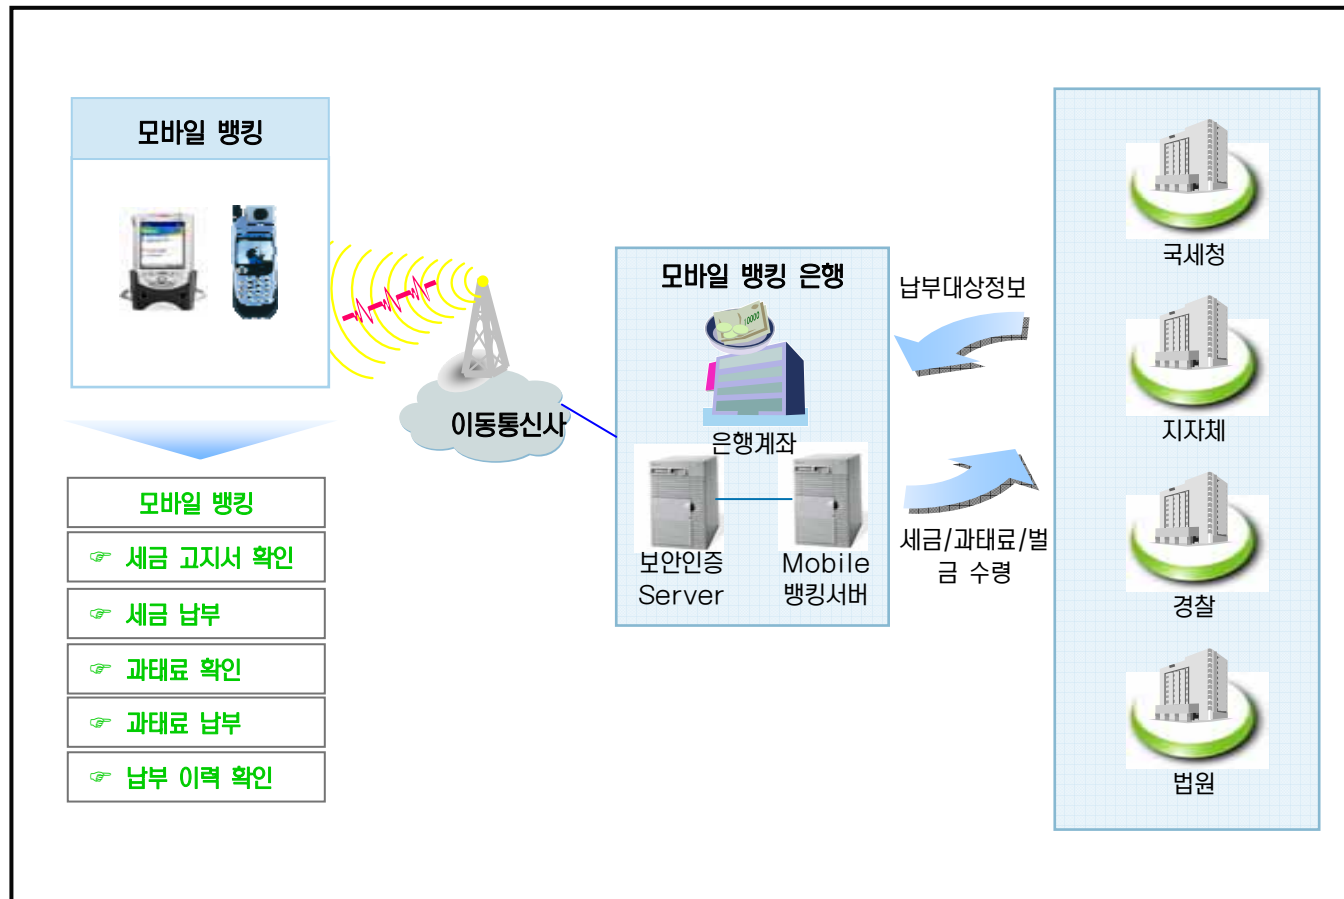 모바일 뱅킹
모바일 뱅킹
☞ 세금 고지서 확인
☞ 세금 납부
☞ 과태료 확인
☞ 과태료 납부
☞ 납부 이력 확인
이동통신사
모바일 뱅킹 은행
10000
은행계좌
보안인증
Server
Mobile
뱅킹서버
납부대상정보
세금/과태료/벌
금 수령
국세청
지자체
경찰
법원